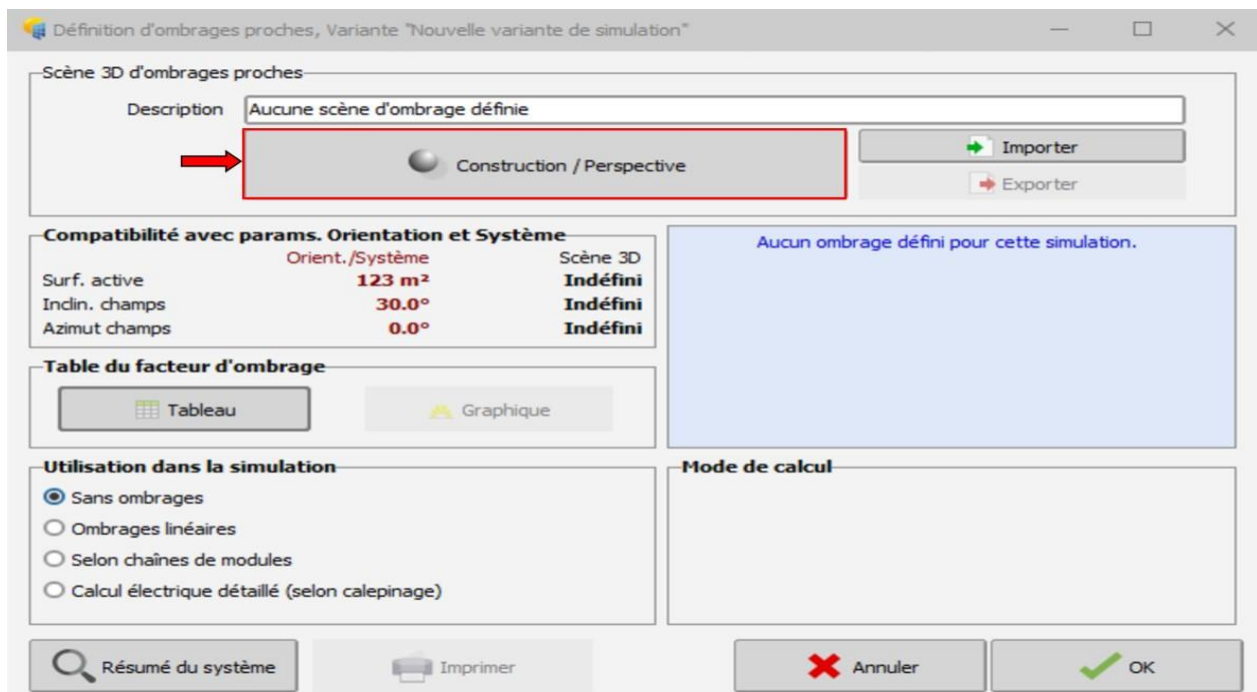 Définition d'ombrages proches, Variante "Nouvelle variante de simulation"
Scène 3D d'ombrages proches
Description Aucune scène d'ombrage définie
Construction / Perspective
Importer
Exporter
Compatibilité avec params. Orientation et Système
Orient./Système Scène 3D
Surf. active 123 m² Indéfini
Inclin. champs 30.0° Indéfini
Azimut champs 0.0° Indéfini
Aucun ombrage défini pour cette simulation.
Table du facteur d'ombrage
Tableau Graphique
Utilisation dans la simulation
Sans ombrages
Ombrages linéaires
Selon chaînes de modules
Calcul électrique détaillé (selon calepinage)
Mode de calcul
Résumé du système Imprimer Annuler OK